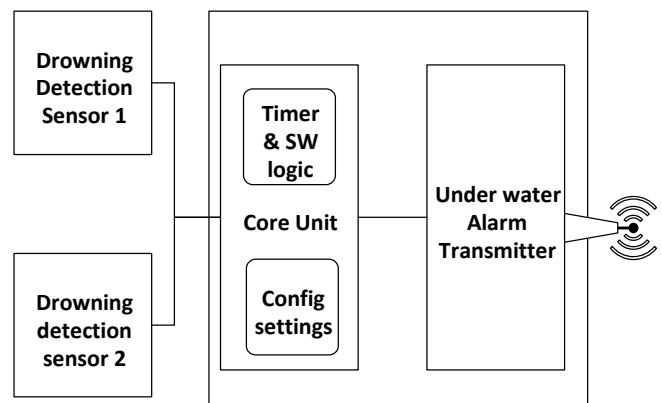 Drowning
Detection
Sensor 1
Drowning
detection
sensor 2
Timer
& SW
logic
Core Unit
Config
settings
Under water
Alarm
Transmitter